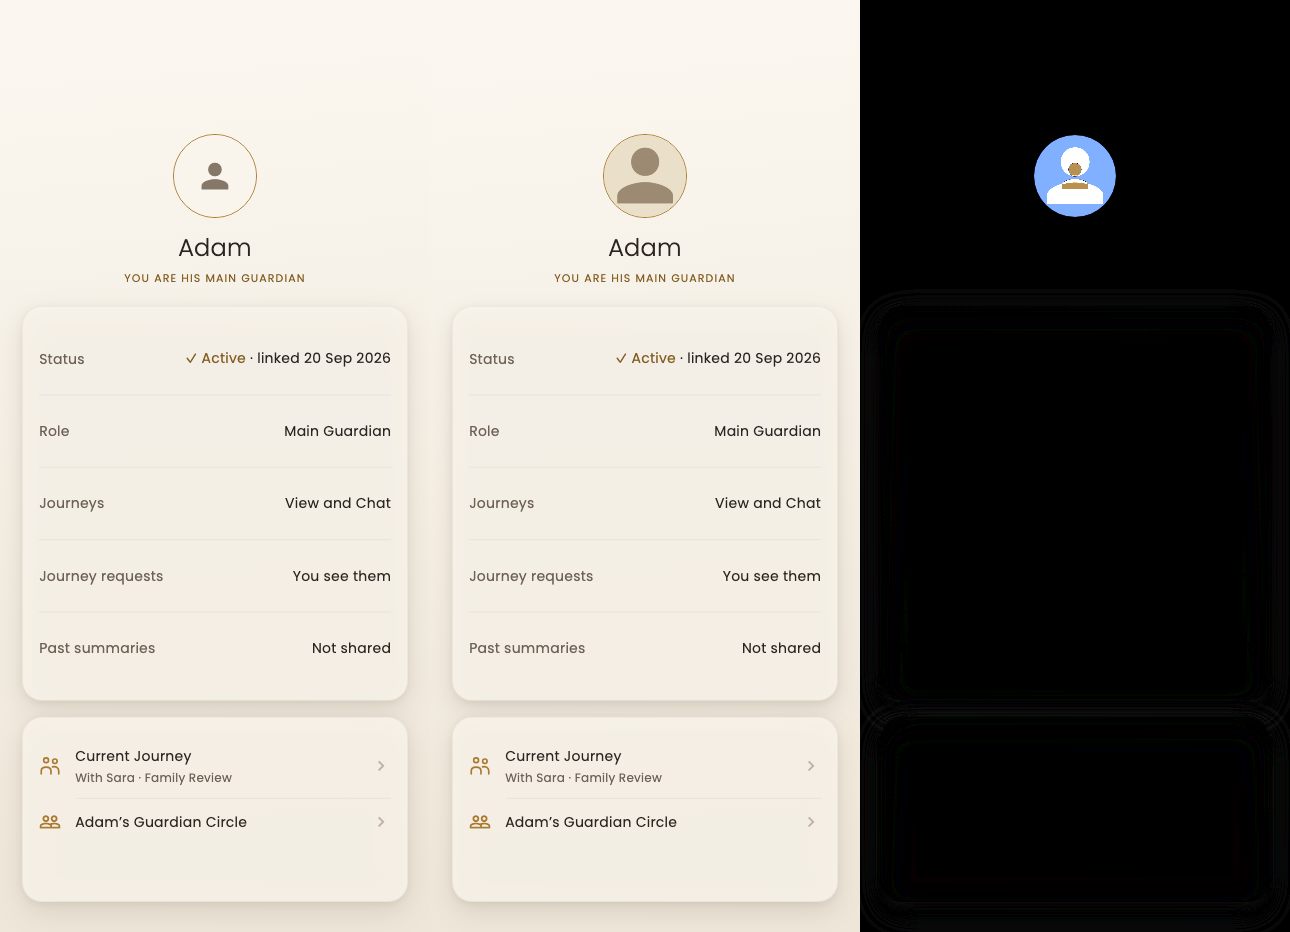 Adam
YOU ARE HIS MAIN GUARDIAN
Status ✓ Active · linked 20 Sep 2026
Role Main Guardian
Journeys View and Chat
Journey requests You see them
Past summaries Not shared
Current Journey
With Sara · Family Review
Adam’s Guardian Circle
Adam
YOU ARE HIS MAIN GUARDIAN
Status ✓ Active · linked 20 Sep 2026
Role Main Guardian
Journeys View and Chat
Journey requests You see them
Past summaries Not shared
Current Journey
With Sara · Family Review
Adam’s Guardian Circle